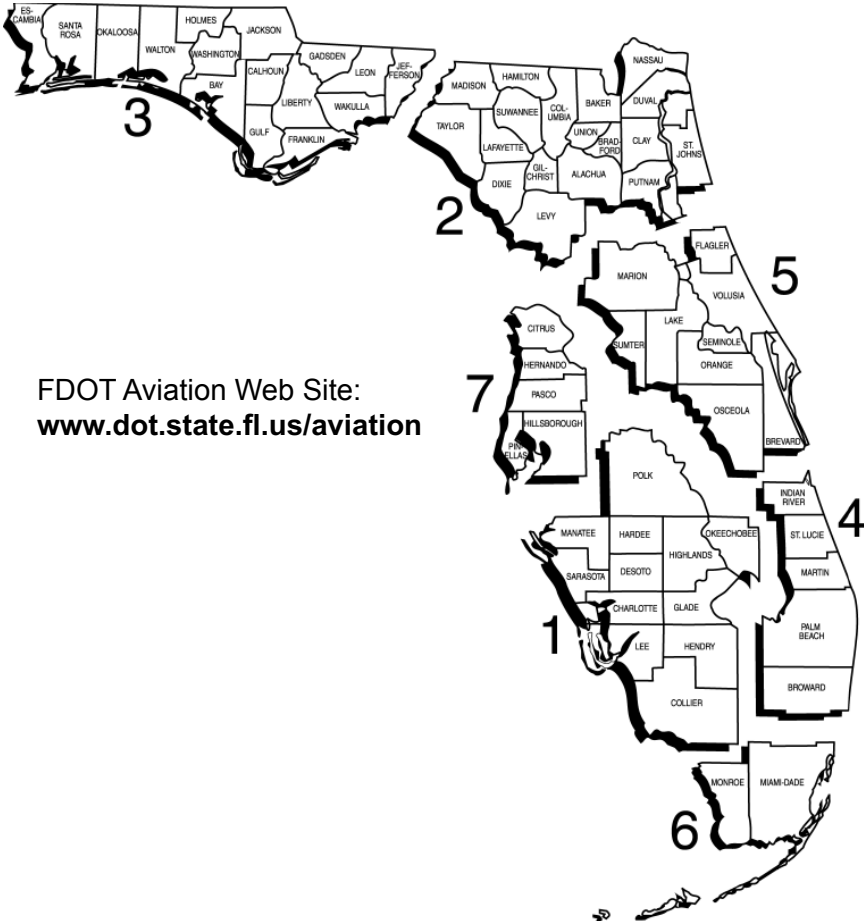 ES-
CAMBIA
SANTA
ROSA
OKALOOSA
WALTON
HOLMES
WASHINGTON
JACKSON
BAY
CALHOUN
GULF
LIBERTY
GADSDEN
LEON
JEF-
FERSON
WAKULLA
FRANKLIN
3
MADISON
HAMILTON
TAYLOR
SUWANNEE
LAFAYETTE
COL-
UMBIA
BAKER
NASSAU
DUVAL
UNION
BRAD-
FORD
CLAY
ST.
JOHNS
DIXIE
GIL-
CHRIST
ALACHUA
PUTNAM
LEVY
2
FLAGLER
MARION
VOLUSIA
5
LAKE
SUMTER
SEMINOLE
ORANGE
OSCEOLA
BREVARD
CITRUS
HERNANDO
PASCO
7
HILLSBOROUGH
PIN-
ELLAS
FDOT Aviation Web Site:
www.dot.state.fl.us/aviation
POLK
MANATEE
HARDEE
OKEECHOBEE
HIGHLANDS
SARASOTA
DESOTO
CHARLOTTE
GLADE
1
LEE
HENDRY
COLLIER
INDIAN
RIVER
4
ST. LUCIE
MARTIN
PALM
BEACH
BROWARD
MONROE
MIAMI-DADE
6